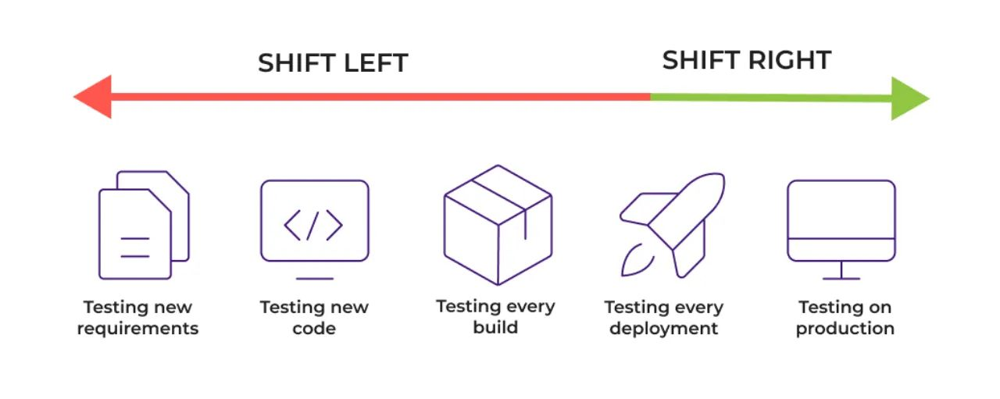 SHIFT LEFT
SHIFT RIGHT
</>
Testing new
requirements
Testing new
code
Testing every
build
Testing every
deployment
Testing on
production